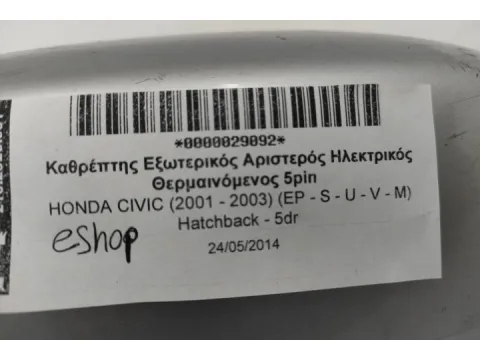 *0000029092*
Καθρέπτης Εξωτερικός Αριστερός Ηλεκτρικός
Θερμαινόμενος 5pin
HONDA CIVIC (2001 - 2003) (EP - S - U - V - M)
Hatchback - 5dr
eshop
24/05/2014